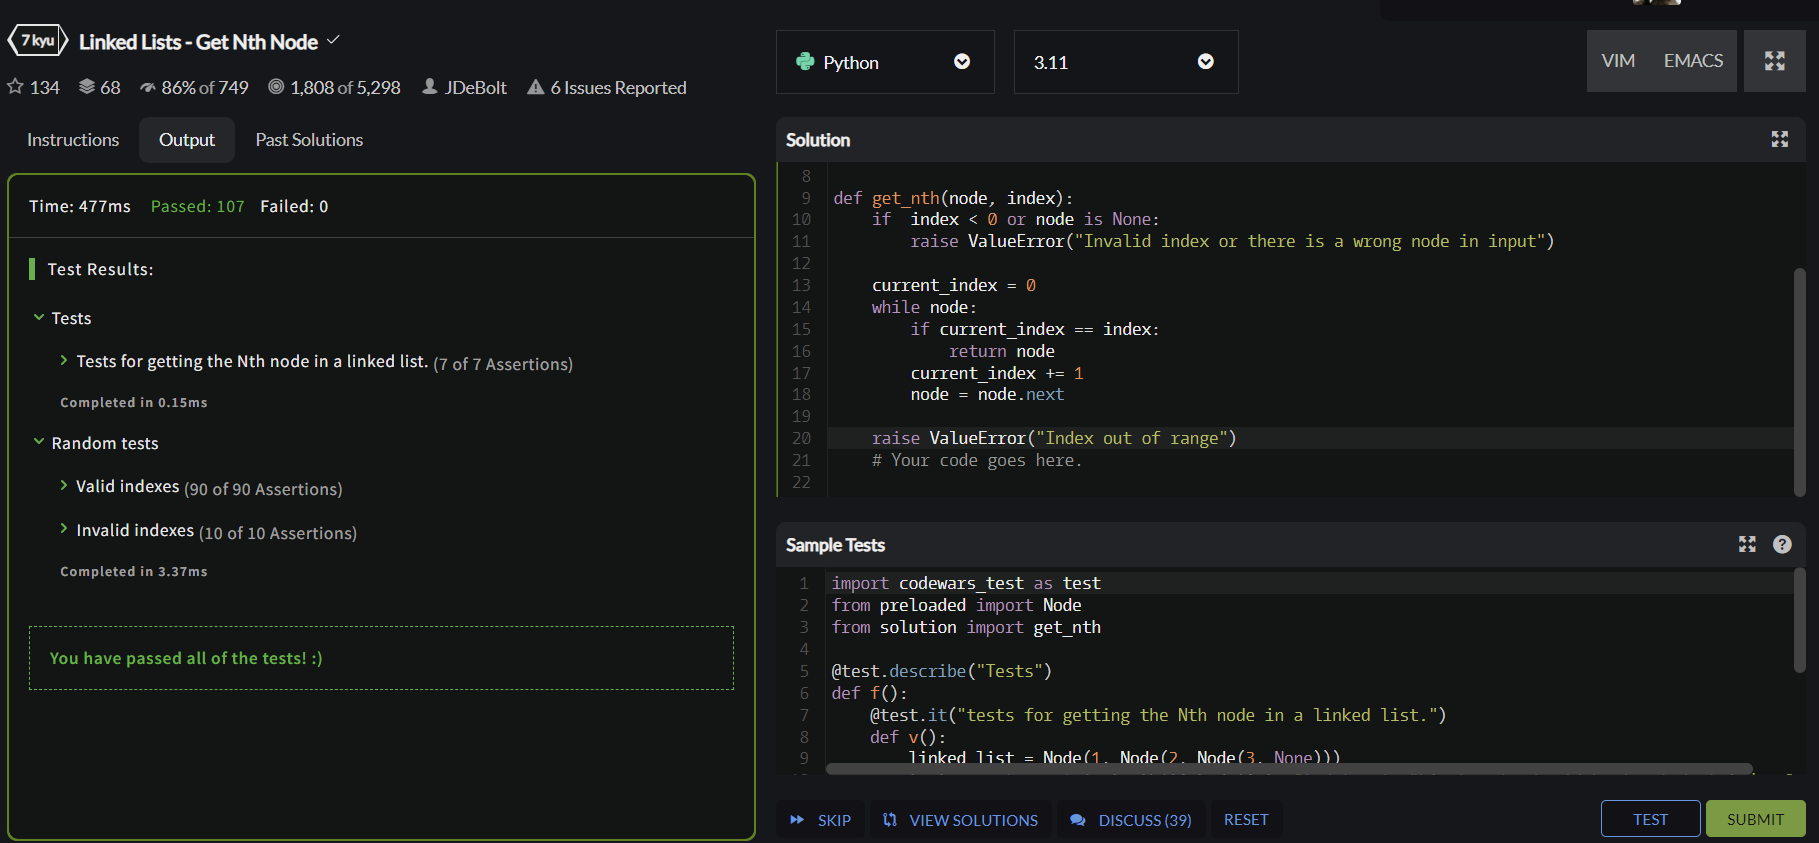 7 kyu Linked Lists - Get Nth Node
134 68 86% of 749 1,808 of 5,298 JDeBolt 6 Issues Reported
Instructions Output Past Solutions
Time: 477ms Passed: 107 Failed: 0
Test Results:
Tests
Tests for getting the Nth node in a linked list. (7 of 7 Assertions)
Completed in 0.15ms
Random tests
Valid indexes (90 of 90 Assertions)
Invalid indexes (10 of 10 Assertions)
Completed in 3.37ms
You have passed all of the tests! :)
Python 3.11 VIM EMACS
Solution
8
9 def get_nth(node, index):
10     if  index < 0 or node is None:
11         raise ValueError("Invalid index or there is a wrong node in input")
12
13     current_index = 0
14     while node:
15         if current_index == index:
16             return node
17         current_index += 1
18         node = node.next
19
20     raise ValueError("Index out of range")
21     # Your code goes here.
22
Sample Tests
1 import codewars_test as test
2 from preloaded import Node
3 from solution import get_nth
4
5 @test.describe("Tests")
6 def f():
7     @test.it("tests for getting the Nth node in a linked list.")
8     def v():
9         linked_list = Node(1, Node(2, Node(3, None)))
SKIP VIEW SOLUTIONS DISCUSS (39) RESET TEST SUBMIT